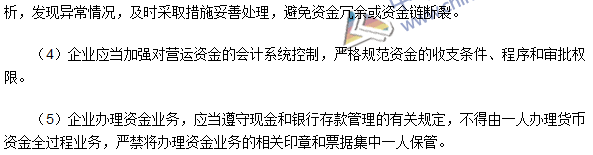 析，发现异常情况，及时采取措施妥善处理，避免资金冗余或资金链断裂。
（4）企业应当加强对营运资金的会计系统控制，严格规范资金的收支条件、程序和审批权
限。
（5）企业办理资金业务，应当遵守现金和银行存款管理的有关规定，不得由一人办理货币
资金全过程业务，严禁将办理资金业务的相关印章和票据集中一人保管。